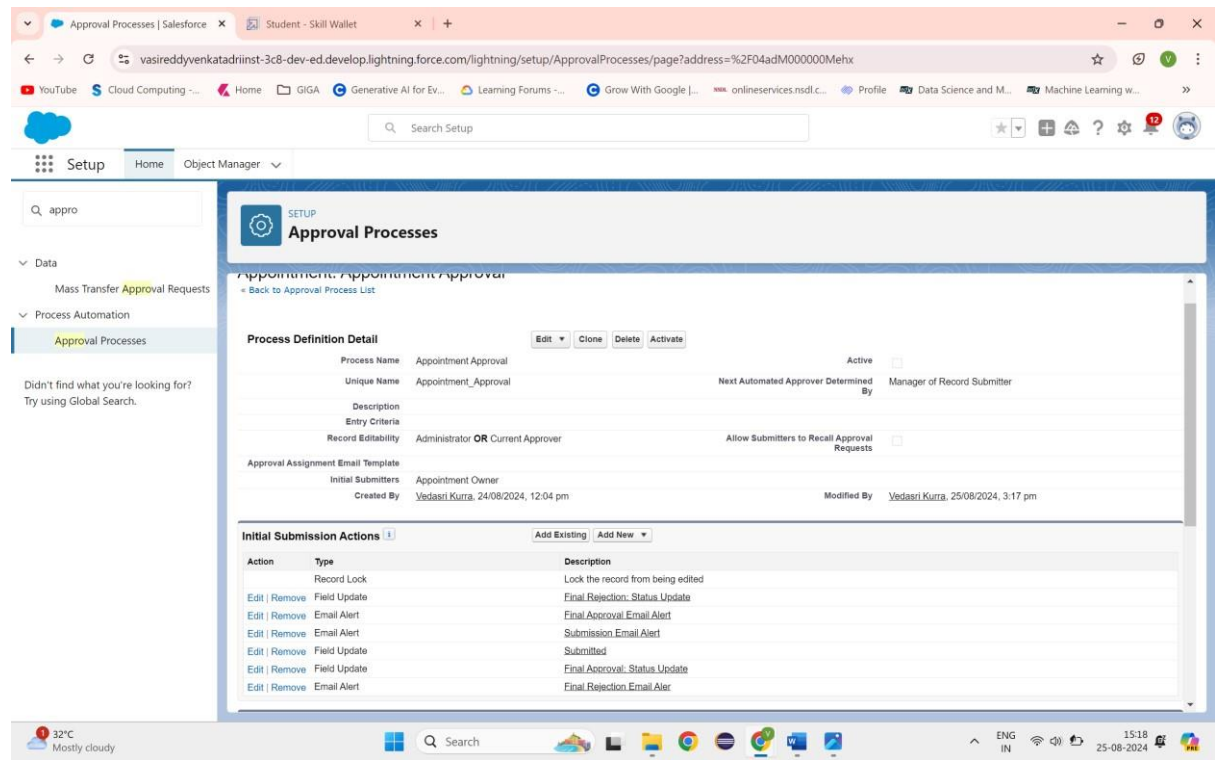 Approval Processes | Salesforce
Student - Skill Wallet
vasireddyvenkatadriinst-3c8-dev-ed.develop.lightning.force.com/lightning/setup/ApprovalProcesses/page?address=%2F04adM000000Mehx
V
YouTube Cloud Computing -... Home GIGA Generative AI for Ev... Learning Forums -... Grow With Google |... NSDL onlineservices.nsdl.c... Profile Data Science and M... Machine Learning w... »
Search Setup
12
Setup Home Object Manager
appro
SETUP
Approval Processes
Data
Mass Transfer Approval Requests
Process Automation
Approval Processes
Didn't find what you're looking for?
Try using Global Search.
Appointment: Appointment Approval
« Back to Approval Process List
Process Definition Detail Edit Clone Delete Activate
Process Name Appointment Approval Active
Unique Name Appointment_Approval Next Automated Approver Determined By Manager of Record Submitter
Description
Entry Criteria
Record Editability Administrator OR Current Approver Allow Submitters to Recall Approval Requests
Approval Assignment Email Template
Initial Submitters Appointment Owner
Created By Vedasri Kurra, 24/08/2024, 12:04 pm Modified By Vedasri Kurra, 25/08/2024, 3:17 pm
Initial Submission Actions i Add Existing Add New
Action Type Description
Record Lock Lock the record from being edited
Edit | Remove Field Update Final Rejection: Status Update
Edit | Remove Email Alert Final Approval Email Alert
Edit | Remove Email Alert Submission Email Alert
Edit | Remove Field Update Submitted
Edit | Remove Field Update Final Approval: Status Update
Edit | Remove Email Alert Final Rejection Email Aler
1
32°C
Mostly cloudy
Search
ENG
IN
15:18
25-08-2024
PRE